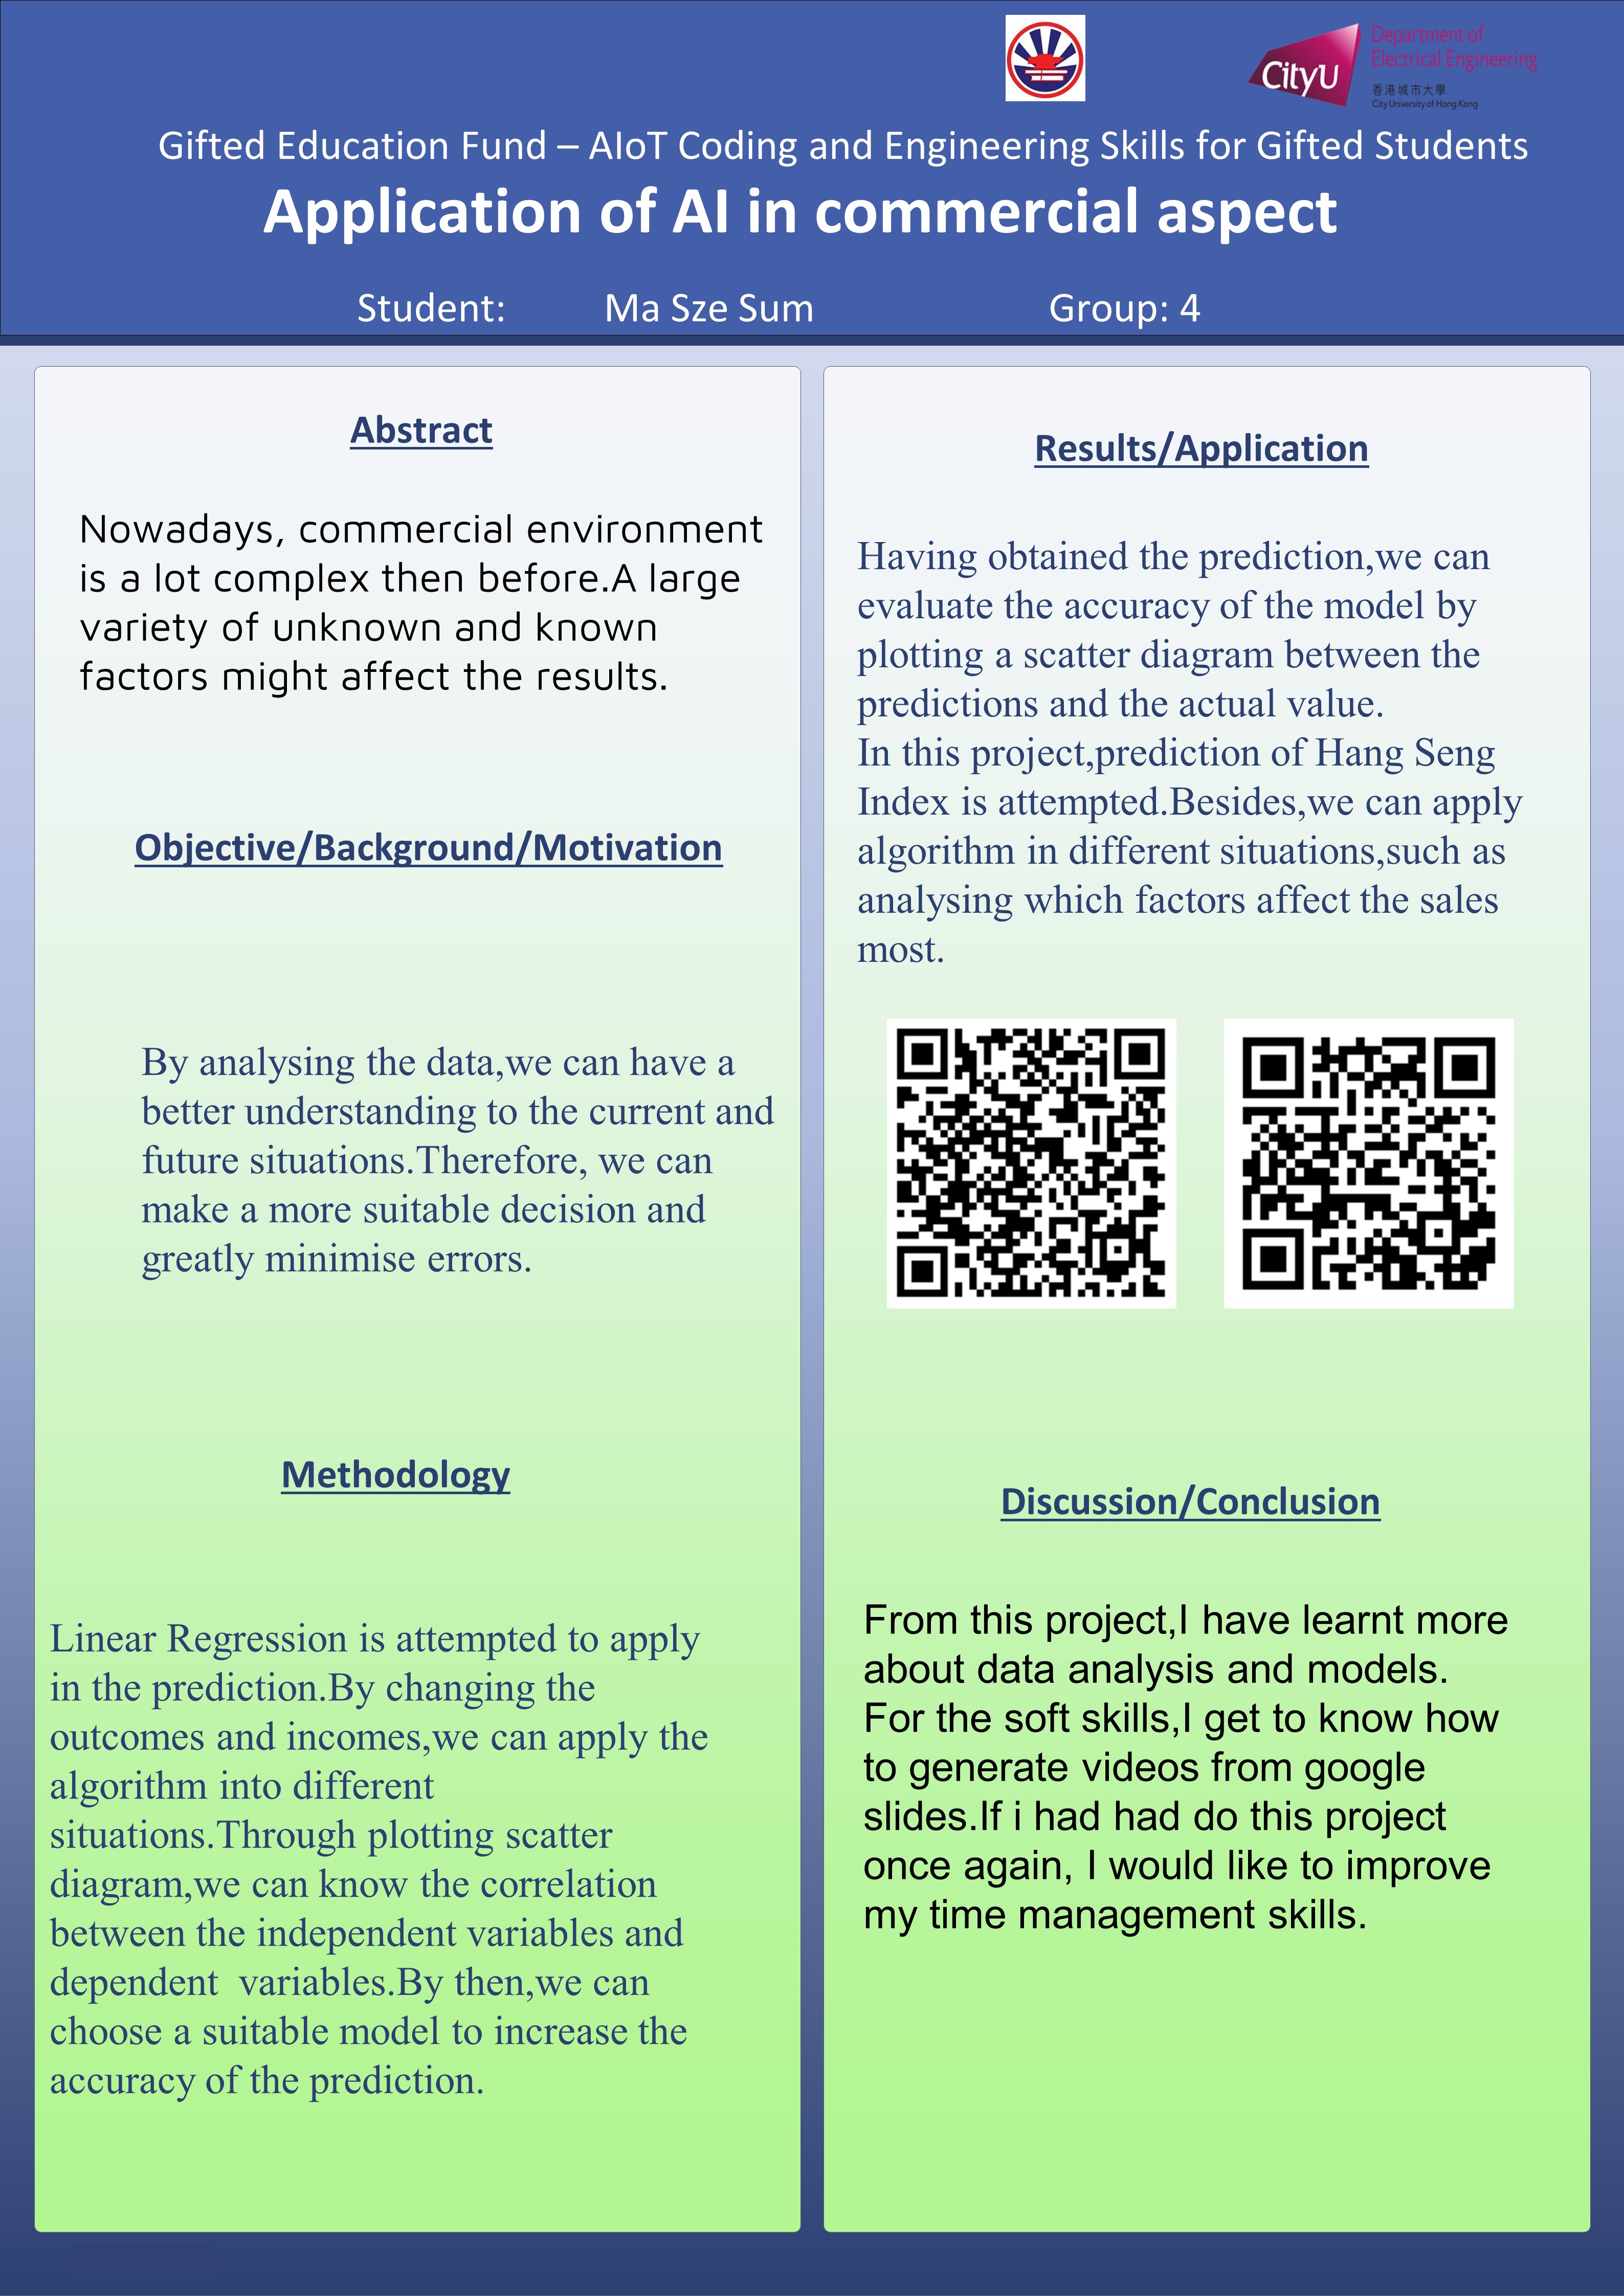 CityU
Department of
Electrical Engineering
香港城市大學
City University of Hong Kong
Gifted Education Fund – AIoT Coding and Engineering Skills for Gifted Students
Application of AI in commercial aspect
Student: Ma Sze Sum Group: 4
Abstract
Nowadays, commercial environment
is a lot complex then before.A large
variety of unknown and known
factors might affect the results.
Objective/Background/Motivation
By analysing the data,we can have a
better understanding to the current and
future situations.Therefore, we can
make a more suitable decision and
greatly minimise errors.
Methodology
Linear Regression is attempted to apply
in the prediction.By changing the
outcomes and incomes,we can apply the
algorithm into different
situations.Through plotting scatter
diagram,we can know the correlation
between the independent variables and
dependent  variables.By then,we can
choose a suitable model to increase the
accuracy of the prediction.
Results/Application
Having obtained the prediction,we can
evaluate the accuracy of the model by
plotting a scatter diagram between the
predictions and the actual value.
In this project,prediction of Hang Seng
Index is attempted.Besides,we can apply
algorithm in different situations,such as
analysing which factors affect the sales
most.
Discussion/Conclusion
From this project,I have learnt more
about data analysis and models.
For the soft skills,I get to know how
to generate videos from google
slides.If i had had do this project
once again, I would like to improve
my time management skills.